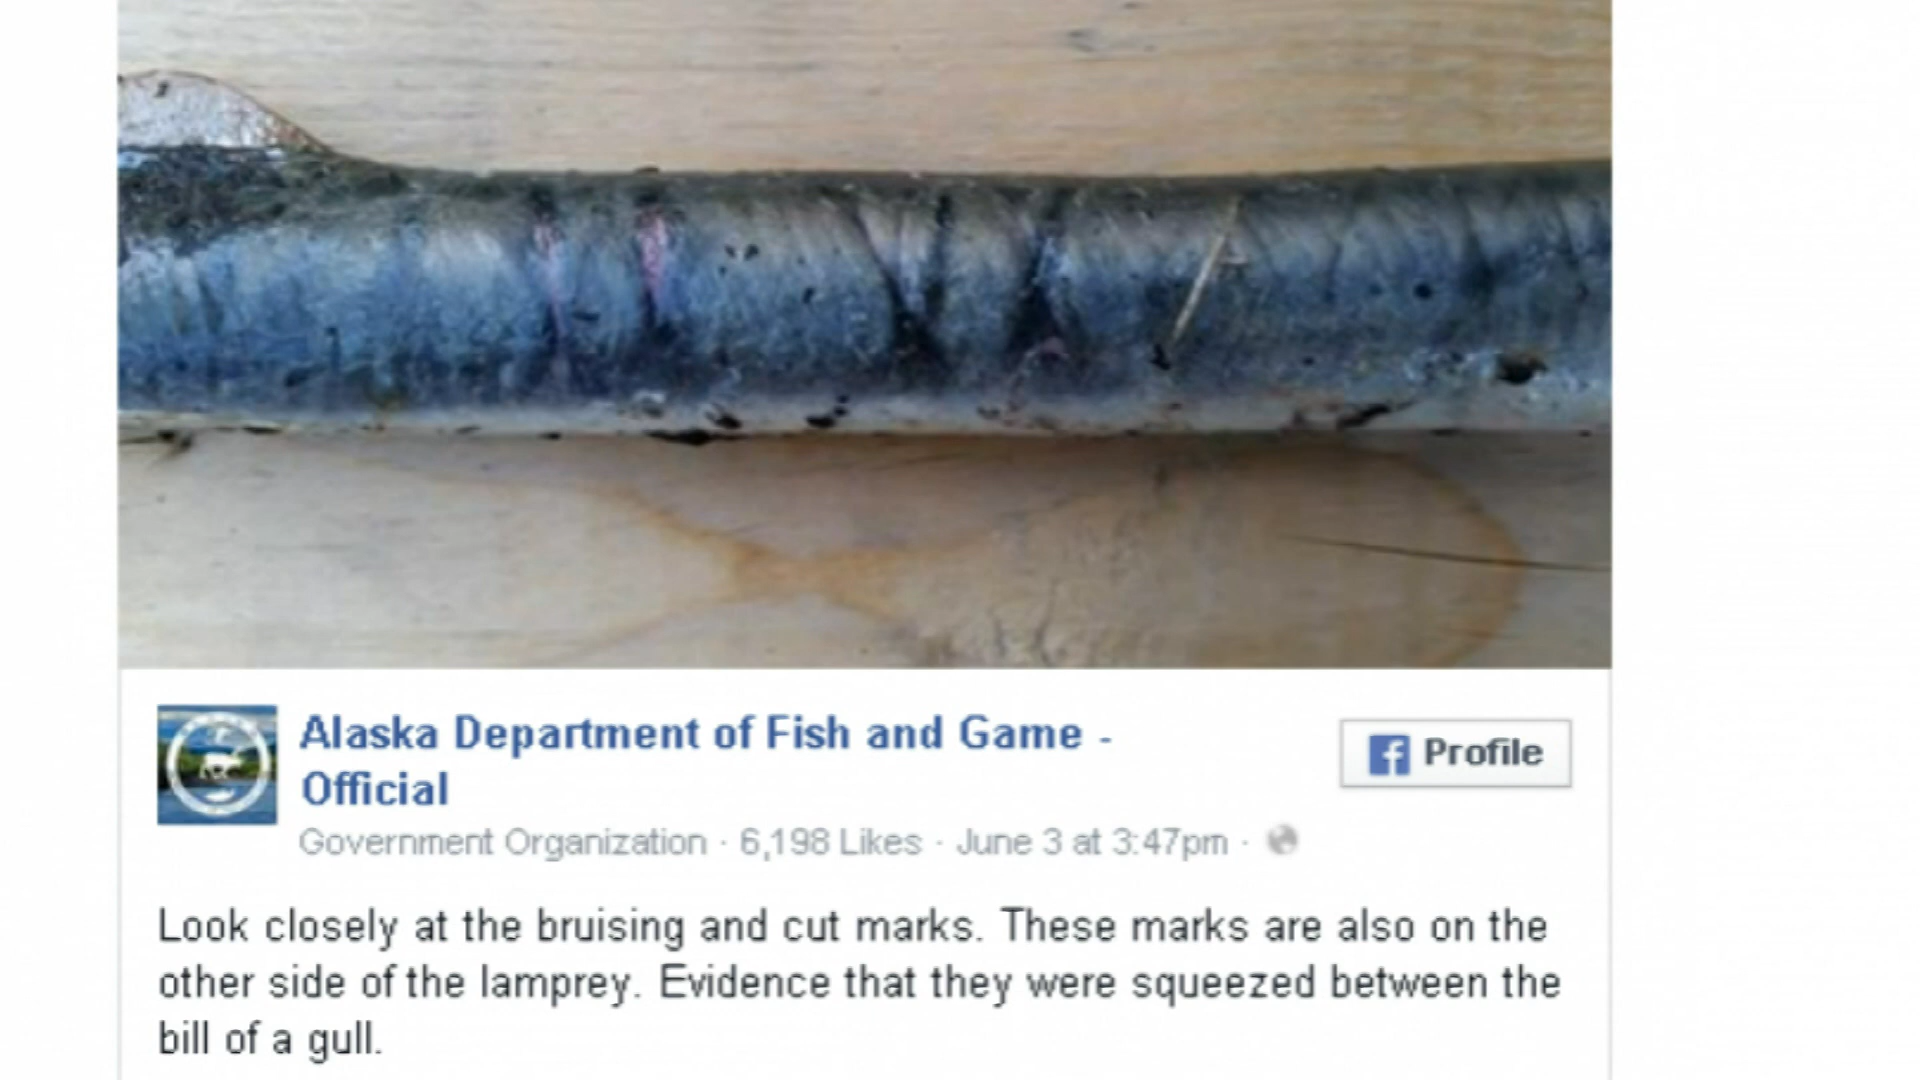 Alaska Department of Fish and Game -
Official
Profile
Government Organization · 6,198 Likes · June 3 at 3:47pm ·
Look closely at the bruising and cut marks. These marks are also on the
other side of the lamprey. Evidence that they were squeezed between the
bill of a gull.